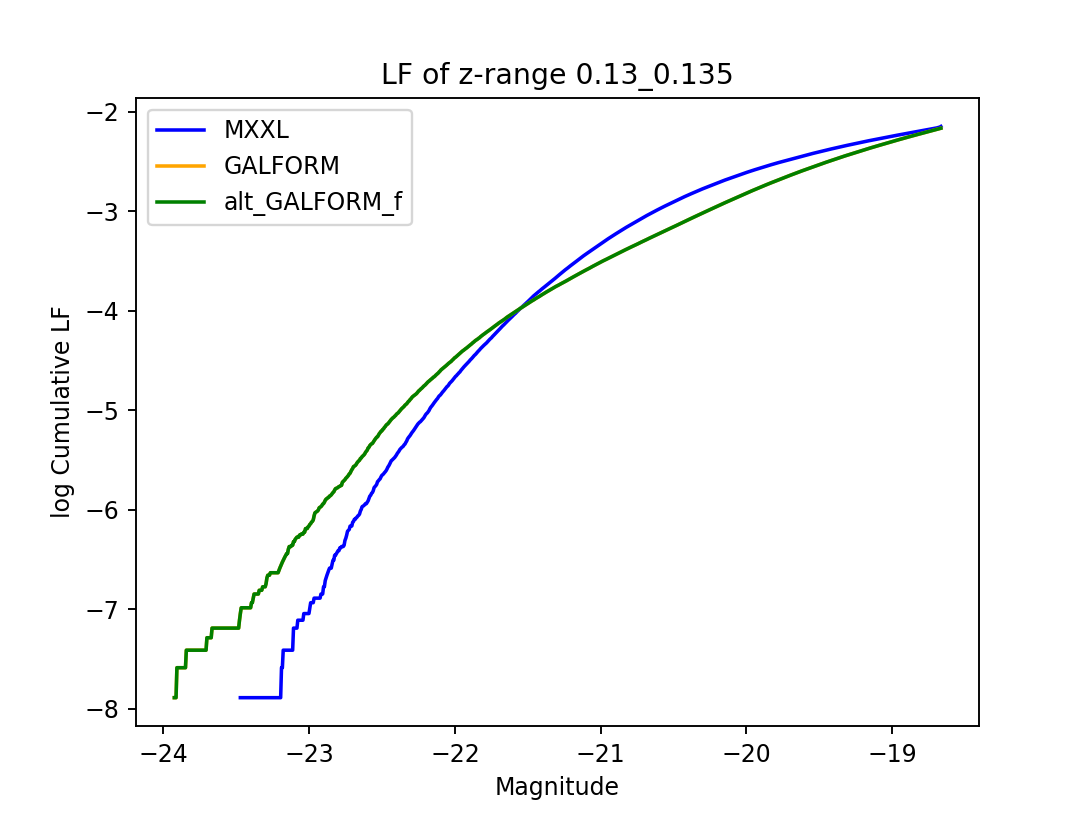 LF of z-range 0.13_0.135
MXXL
GALFORM
alt_GALFORM_f
log Cumulative LF
−2
−3
−4
−5
−6
−7
−8
−24
−23
−22
−21
−20
−19
Magnitude